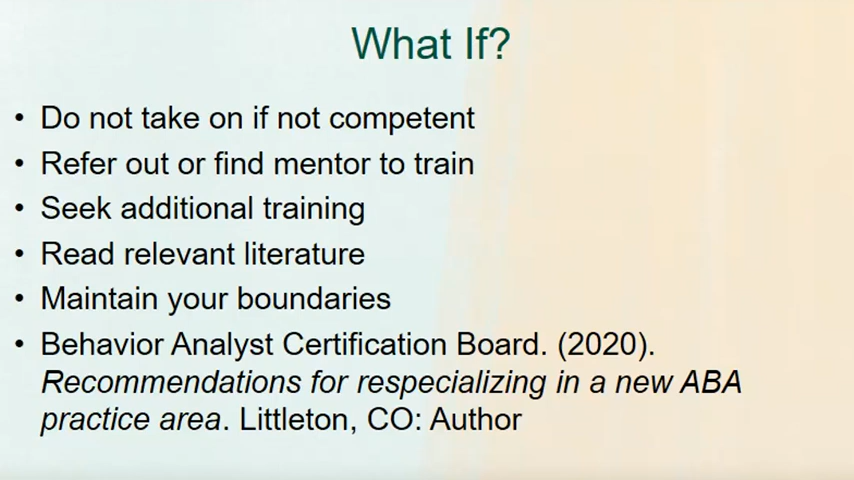 What If?
• Do not take on if not competent
• Refer out or find mentor to train
• Seek additional training
• Read relevant literature
• Maintain your boundaries
• Behavior Analyst Certification Board. (2020).
Recommendations for respecializing in a new ABA
practice area. Littleton, CO: Author